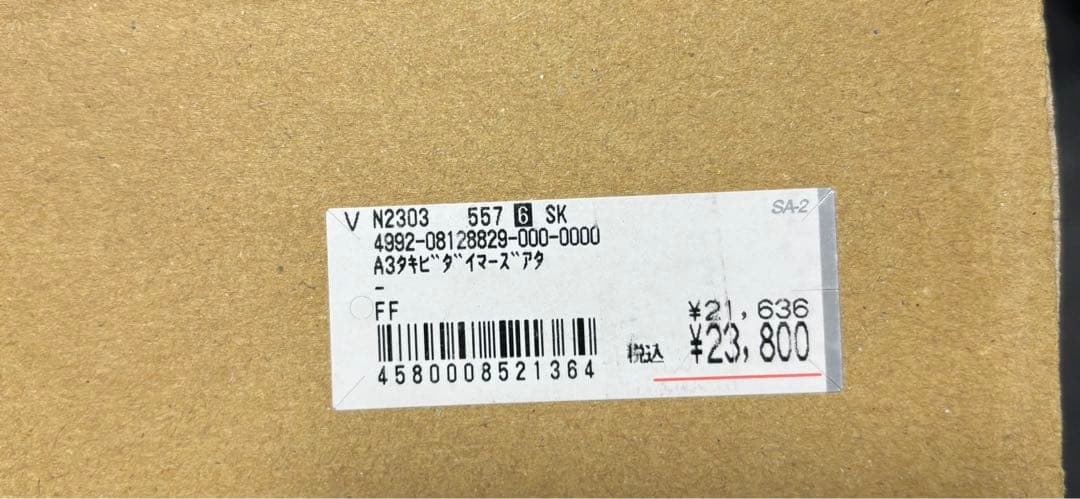 V N2303 557 6 SK SA-2
4992-08128829-000-0000
A3タキビダイマーズアタ
-
FF
¥21,636
税込 ¥23,800
4580008521364